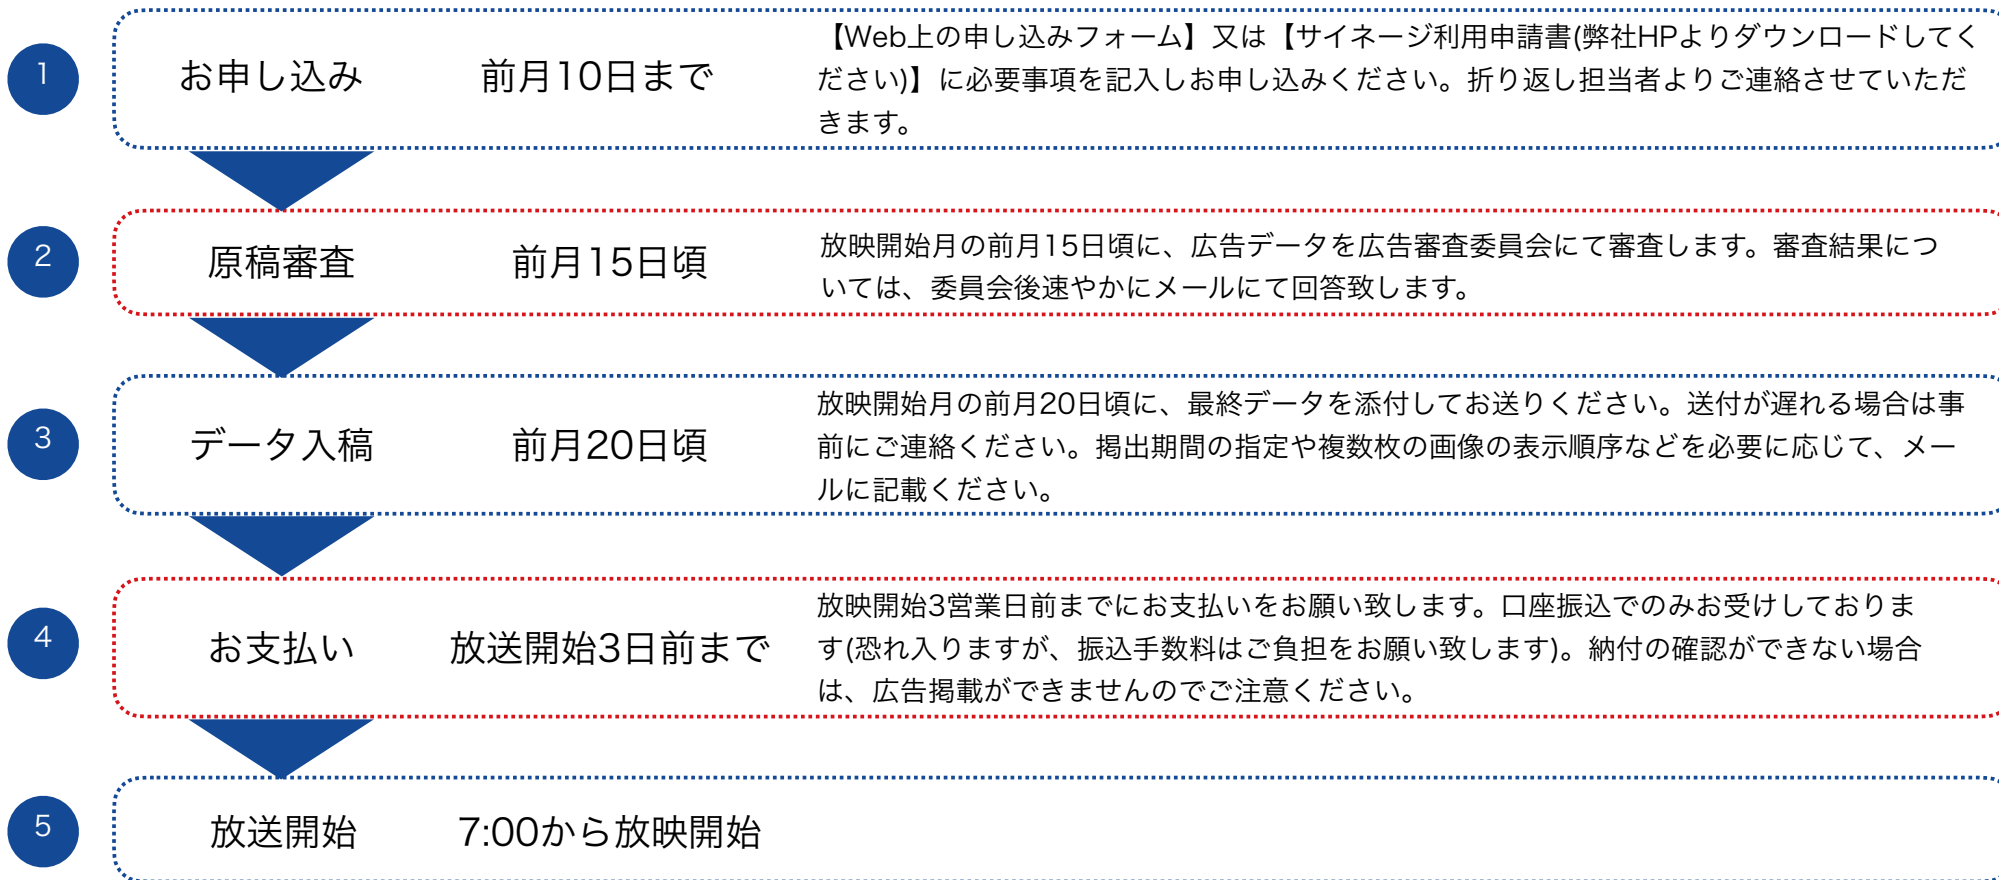 1
お申し込み
前月10日まで
【Web上の申し込みフォーム】又は【サイネージ利用申請書(弊社HPよりダウンロードしてく
ださい)】に必要事項を記入しお申し込みください。折り返し担当者よりご連絡させていただ
きます。
2
原稿審査
前月15日頃
放映開始月の前月15日頃に、広告データを広告審査委員会にて審査します。審査結果につ
いては、委員会後速やかにメールにて回答致します。
3
データ入稿
前月20日頃
放映開始月の前月20日頃に、最終データを添付してお送りください。送付が遅れる場合は事
前にご連絡ください。掲出期間の指定や複数枚の画像の表示順序などを必要に応じて、メー
ルに記載ください。
4
お支払い
放送開始3日前まで
放映開始3営業日前までにお支払いをお願い致します。口座振込でのみお受けしておりま
す(恐れ入りますが、振込手数料はご負担をお願い致します)。納付の確認ができない場合
は、広告掲載ができませんのでご注意ください。
5
放送開始
7:00から放映開始